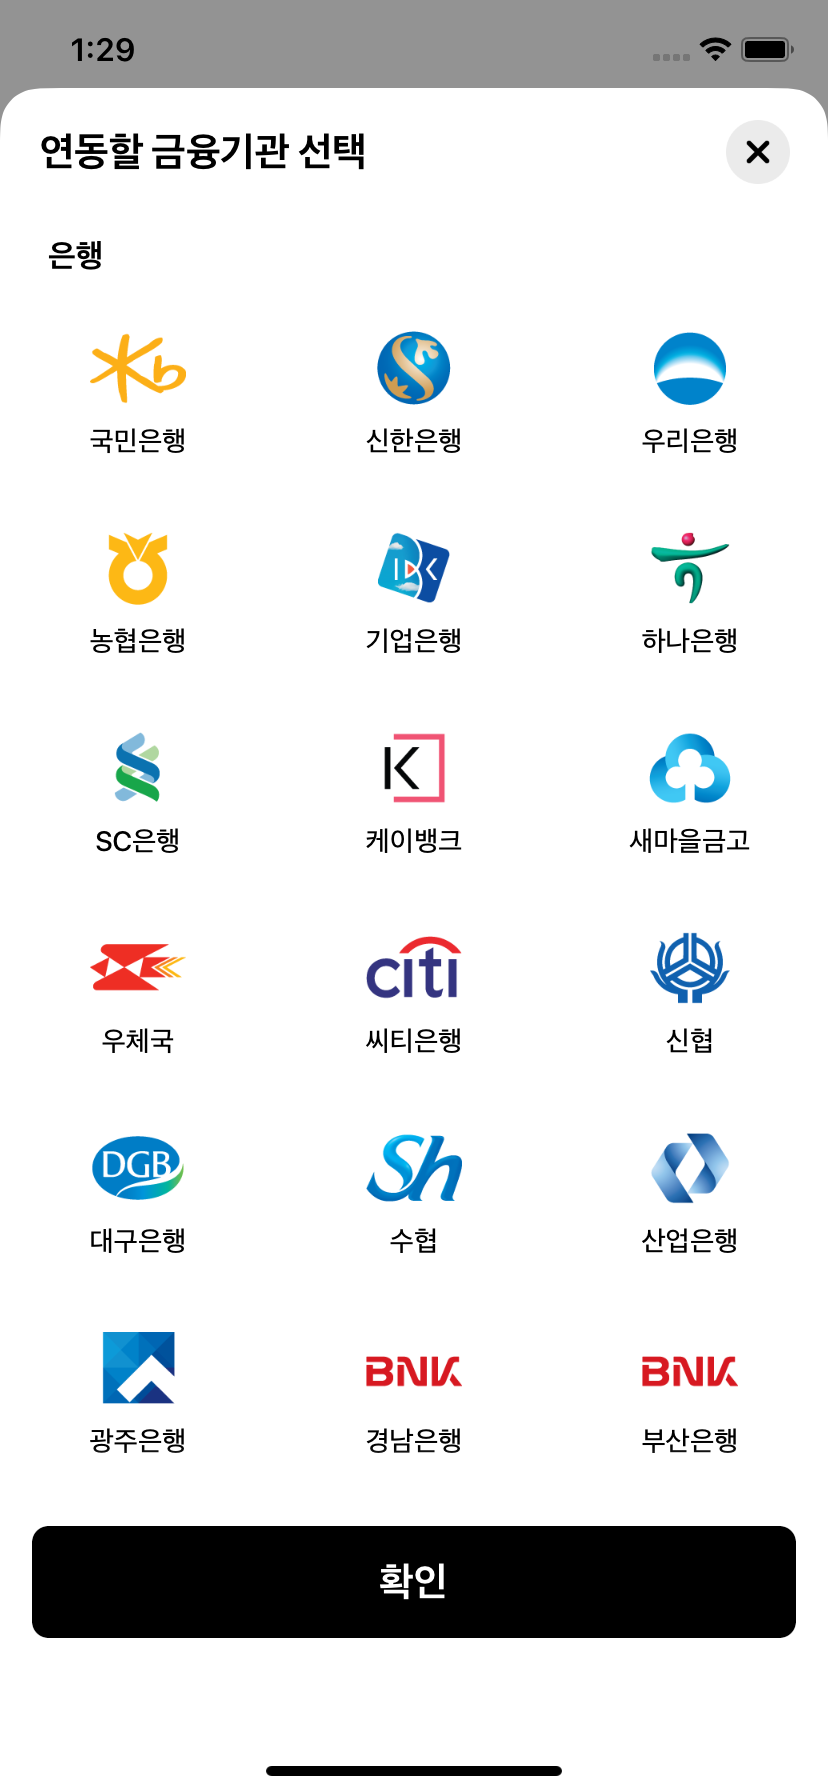 1:29
연동할 금융기관 선택
은행
Kb
국민은행 신한은행 우리은행
IBK
농협은행 기업은행 하나은행
K
SC은행 케이뱅크 새마을금고
citi
우체국 씨티은행 신협
DGB Sh
대구은행 수협 산업은행
BNK BNK
광주은행 경남은행 부산은행
확인